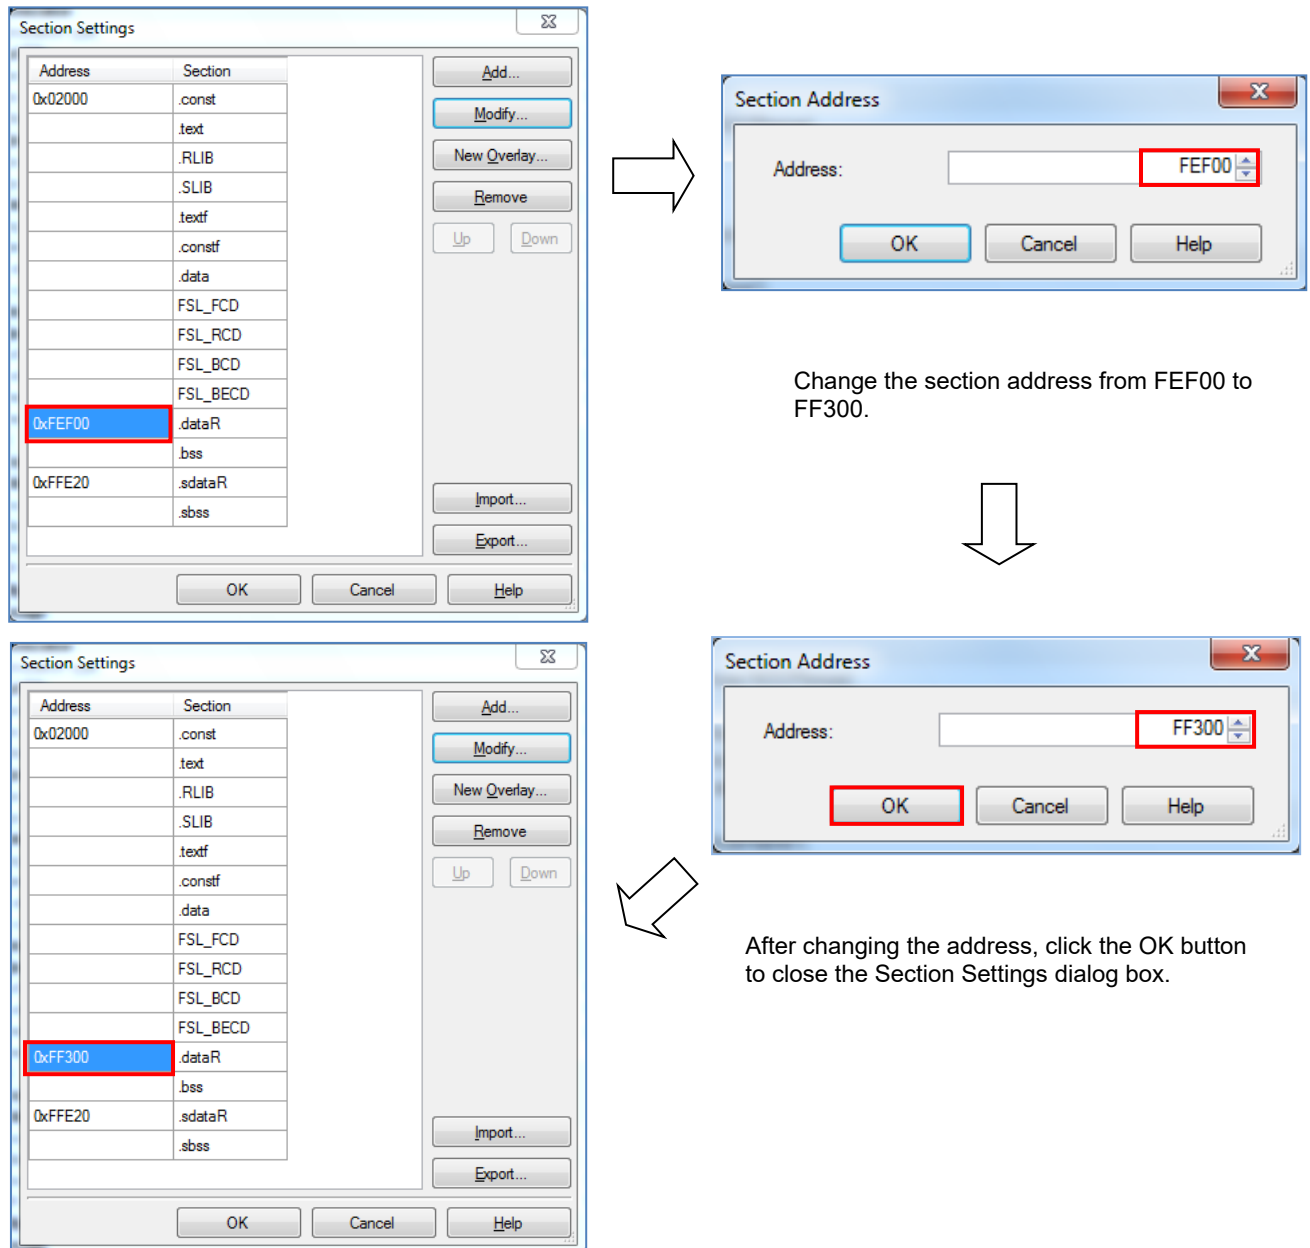 Section Settings
Address Section
0x02000 .const
.text
.RLIB
.SLIB
.textf
.constf
.data
FSL_FCD
FSL_RCD
FSL_BCD
FSL_BECD
0xFEF00 .dataR
.bss
0xFFE20 .sdataR
.sbss
Add...
Modify...
New Overlay...
Remove
Up Down
Import...
Export...
OK Cancel Help
Section Address
Address: FEF00
OK Cancel Help
Change the section address from FEF00 to
FF300.
Section Address
Address: FF300
OK Cancel Help
After changing the address, click the OK button
to close the Section Settings dialog box.
Section Settings
Address Section
0x02000 .const
.text
.RLIB
.SLIB
.textf
.constf
.data
FSL_FCD
FSL_RCD
FSL_BCD
FSL_BECD
0xFF300 .dataR
.bss
0xFFE20 .sdataR
.sbss
Add...
Modify...
New Overlay...
Remove
Up Down
Import...
Export...
OK Cancel Help